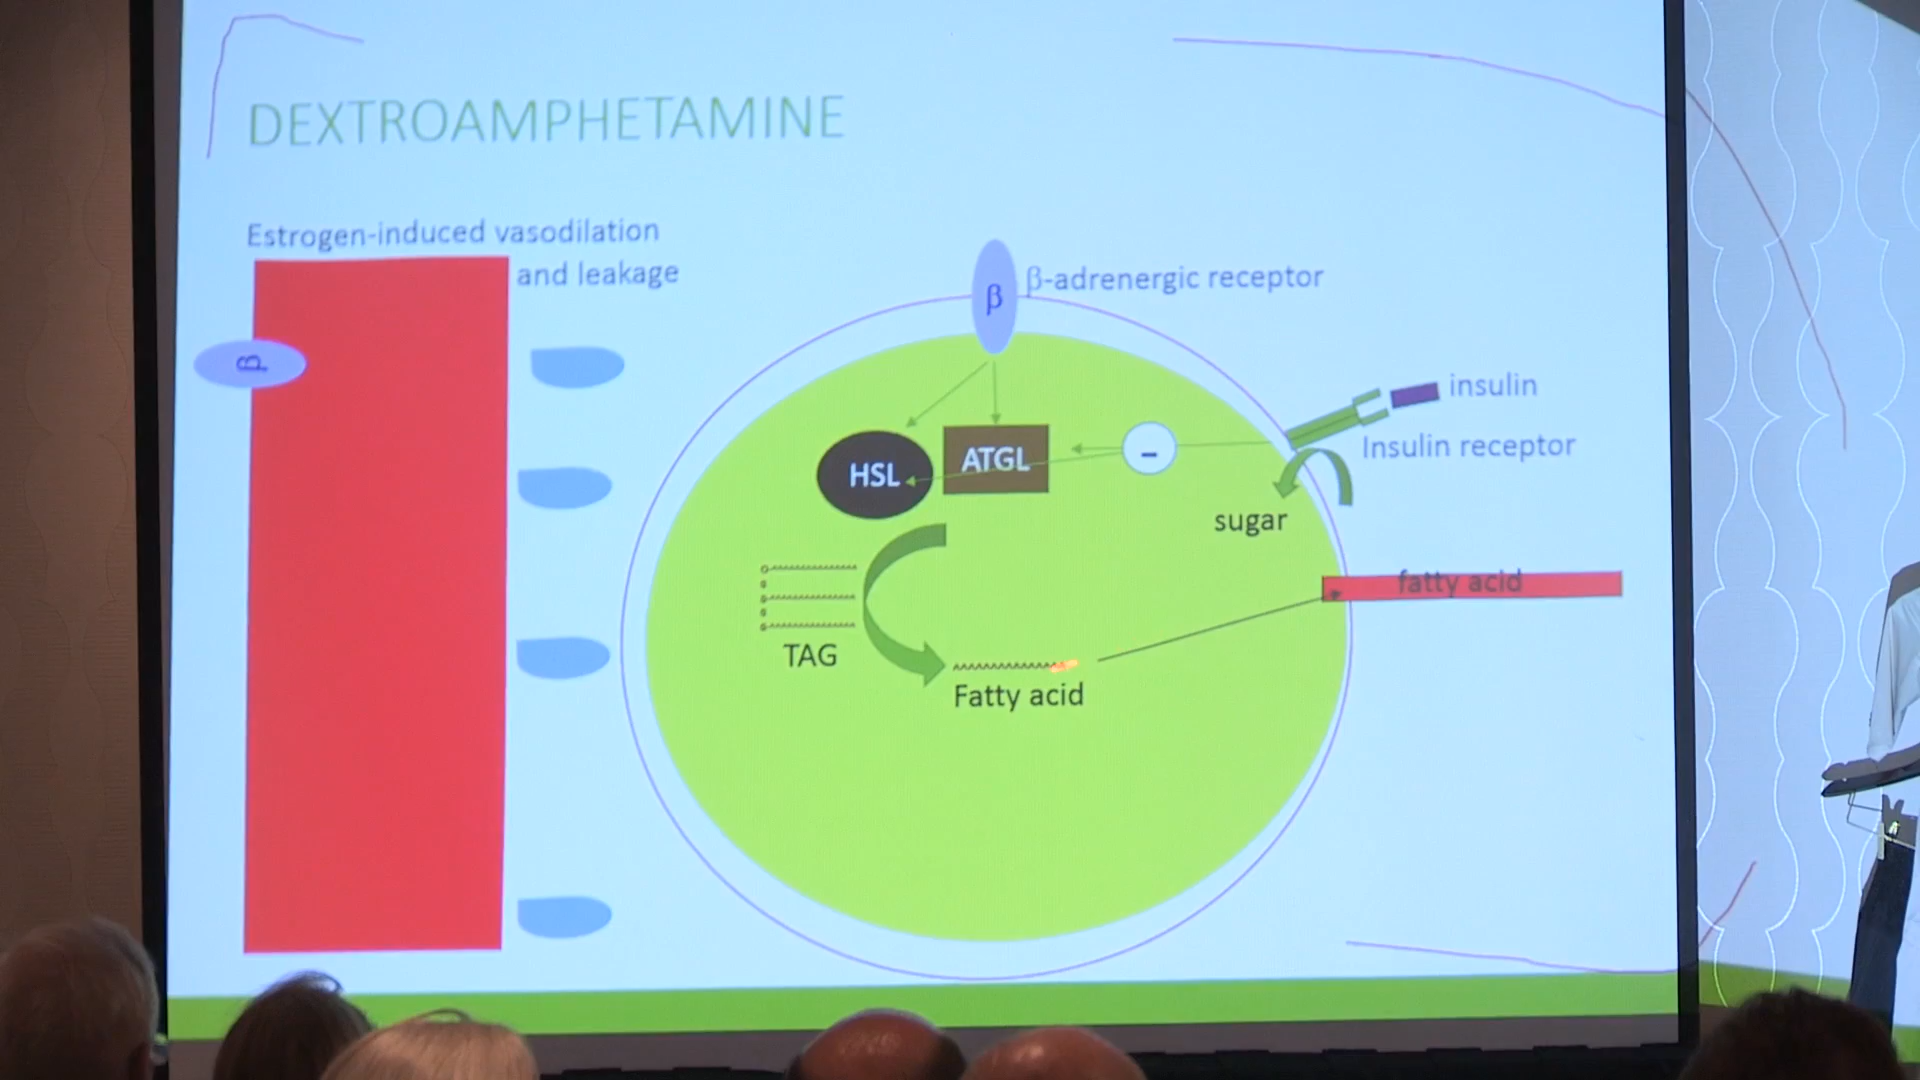 DEXTROAMPHETAMINE
Estrogen-induced vasodilation
and leakage
β
β-adrenergic receptor
β
insulin
Insulin receptor
HSL
ATGL
-
sugar
fatty acid
TAG
Fatty acid